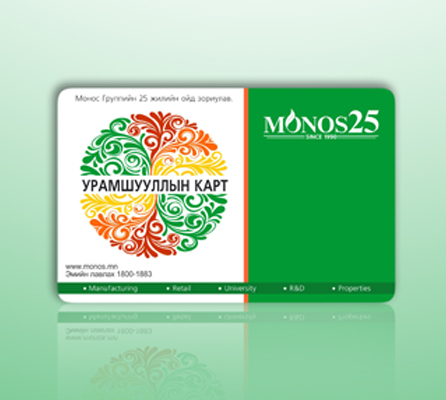 Монос Группийн 25 жилийн ойд зориулав.
УРАМШУУЛЛЫН КАРТ
www.monos.mn
Эмийн лавлах 1800-1883
MONOS25
SINCE 1990
• Manufacturing • Retail • University • R&D • Properties